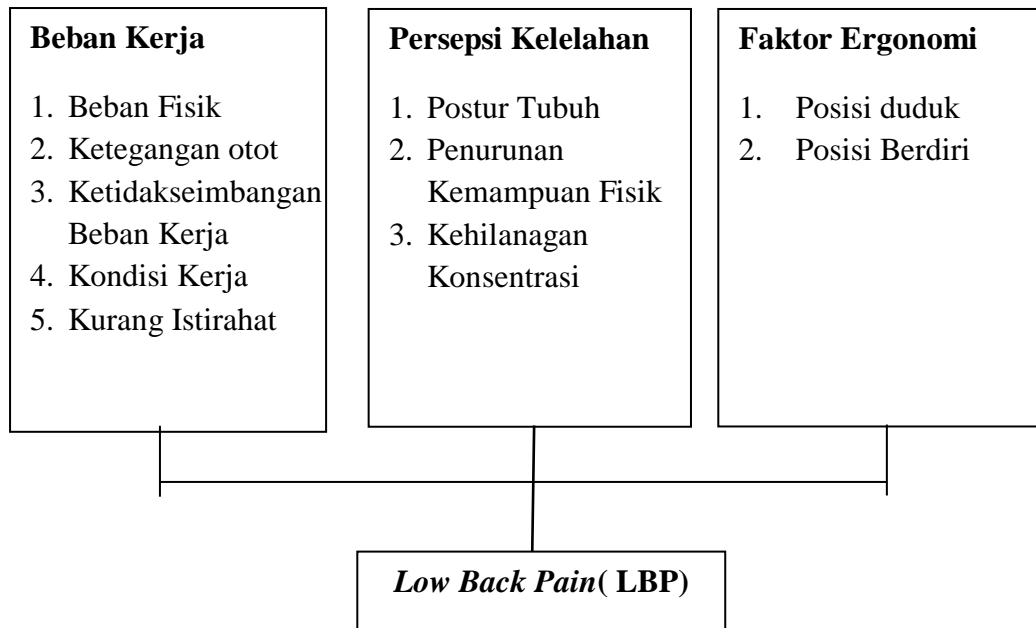 Beban Kerja
1. Beban Fisik
2. Ketegangan otot
3. Ketidakseimbangan
Beban Kerja
4. Kondisi Kerja
5. Kurang Istirahat
Persepsi Kelelahan
1. Postur Tubuh
2. Penurunan
Kemampuan Fisik
3. Kehilanagan
Konsentrasi
Faktor Ergonomi
1. Posisi duduk
2. Posisi Berdiri
Low Back Pain( LBP)